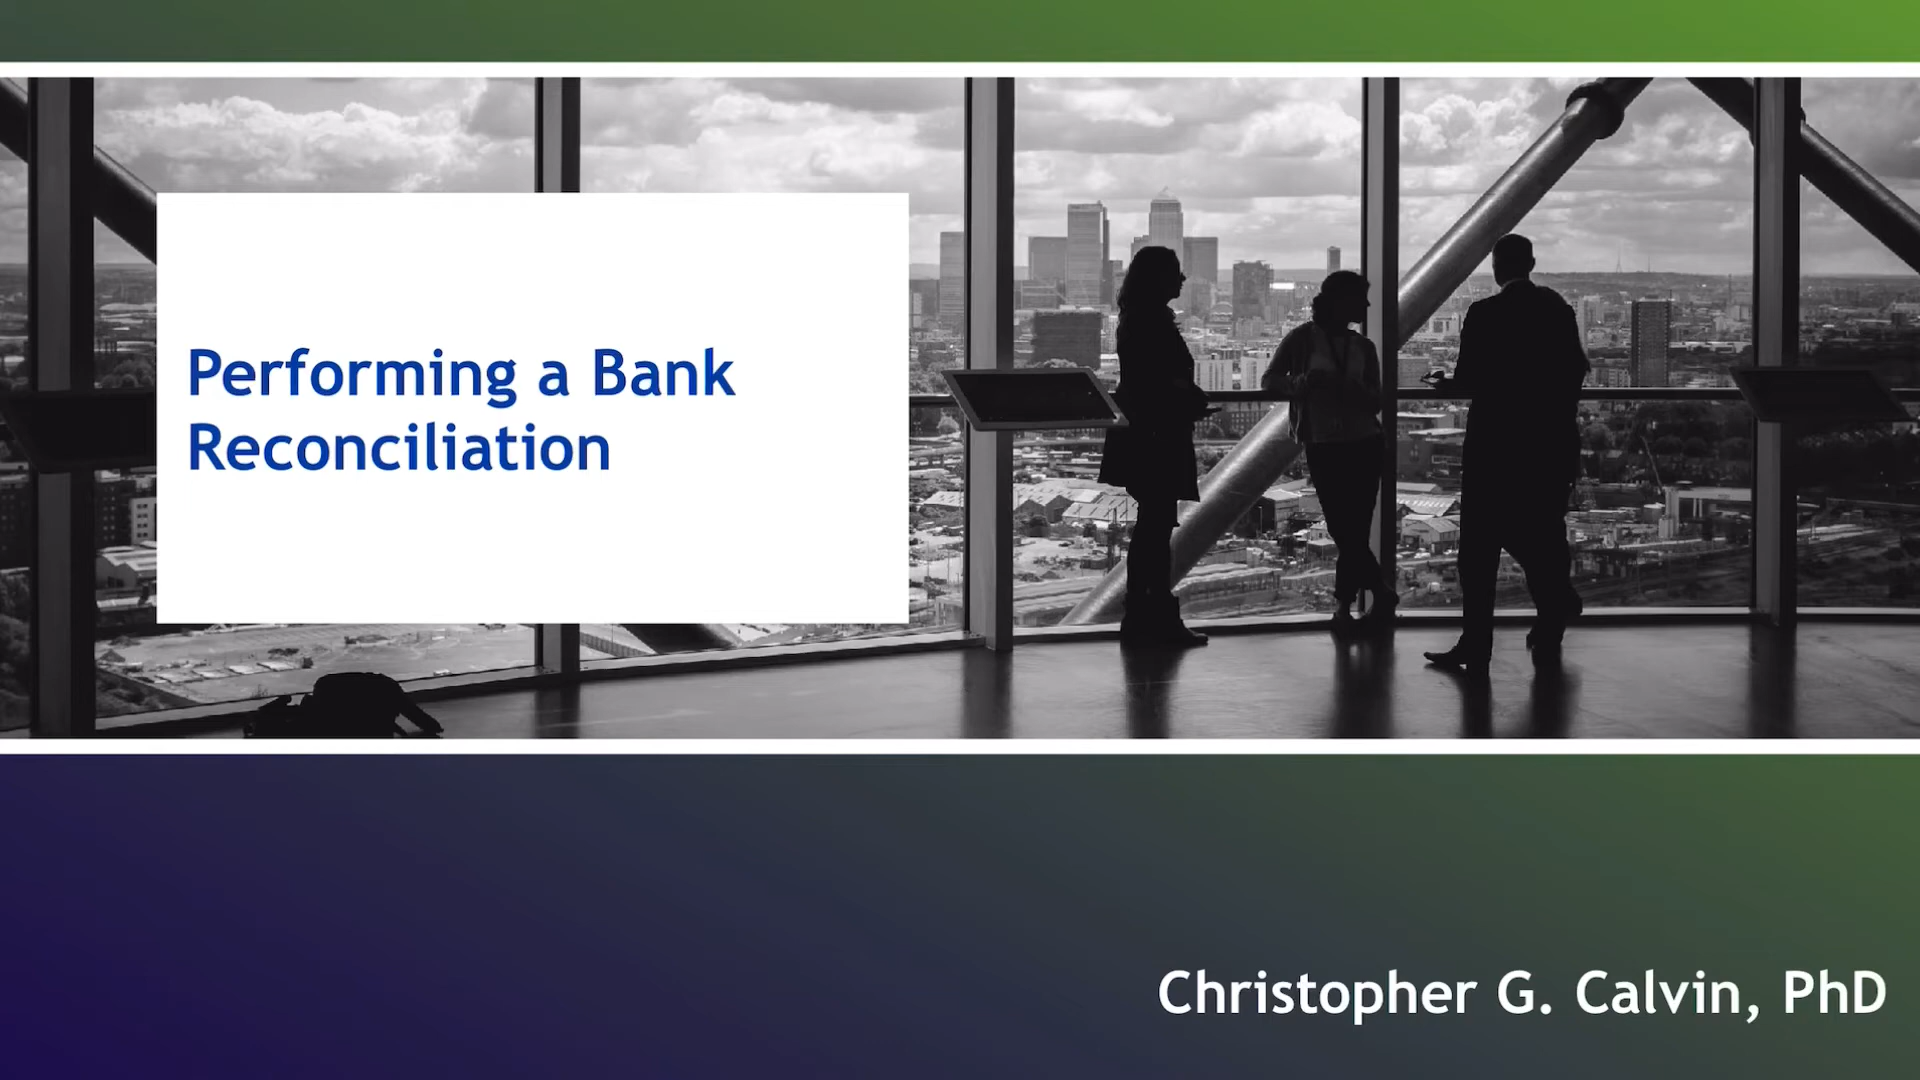 Performing a Bank
Reconciliation
Christopher G. Calvin, PhD